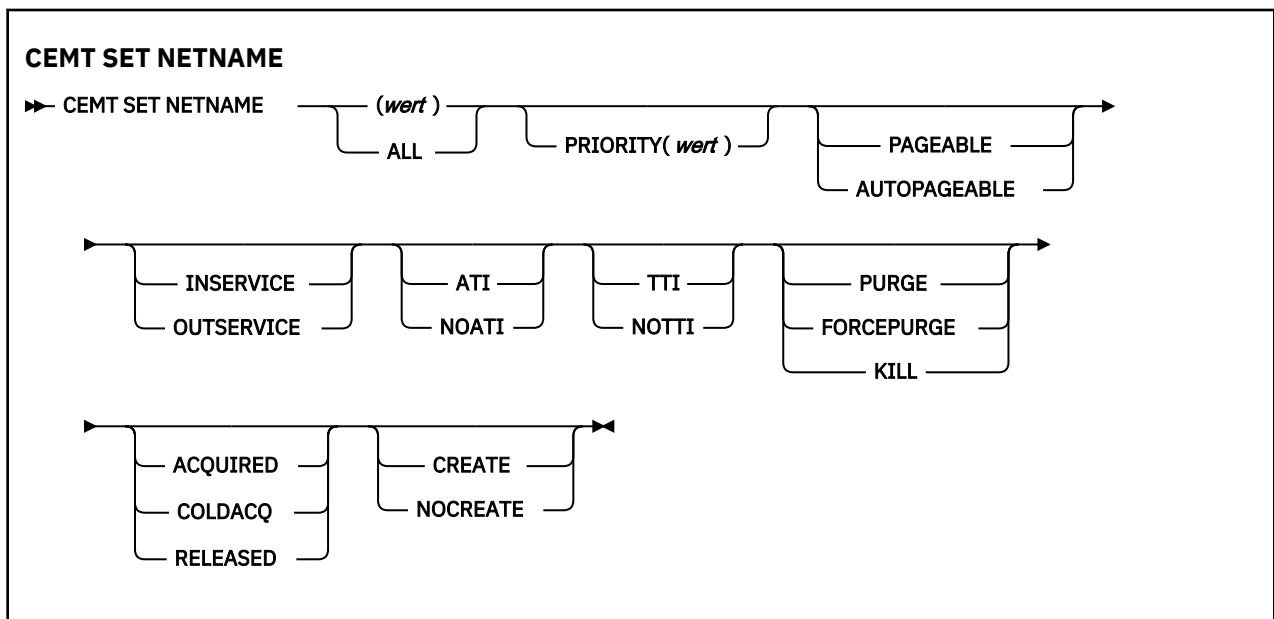 CEMT SET NETNAME
CEMT SET NETNAME (wert )
ALL
PRIORITY( wert )
PAGEABLE
AUTOPAGEABLE
INSERVICE
OUTSERVICE
ATI
NOATI
TTI
NOTTI
PURGE
FORCEPURGE
KILL
ACQUIRED
COLDACQ
RELEASED
CREATE
NOCREATE